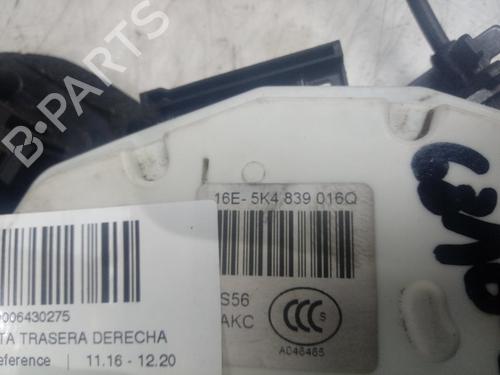 16E- 5K4 839 016Q
S56
AKC
CCC S
A046465
006430275
TA TRASERA DERECHA
eference | 11.16 - 12.20
B-PARTS